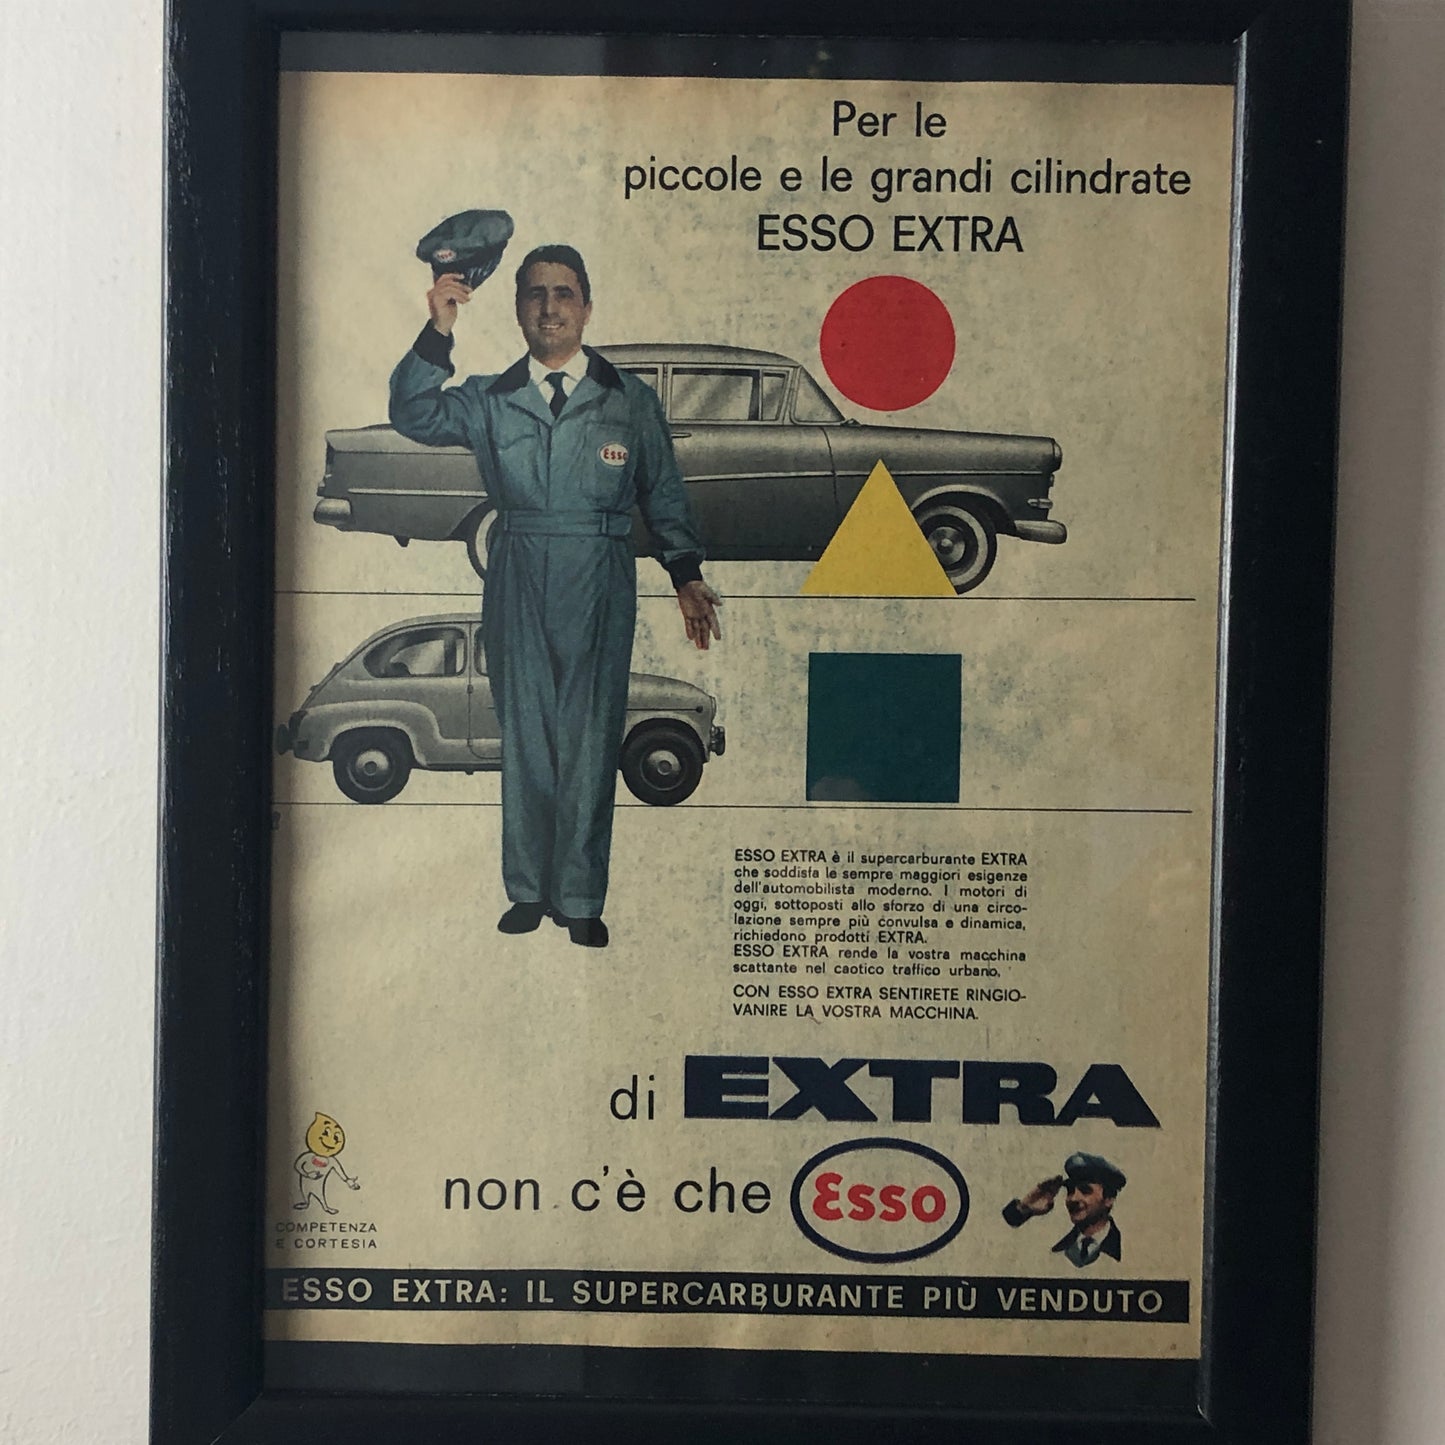 Per le
piccole e le grandi cilindrate
ESSO EXTRA
Esso
ESSO EXTRA è il supercarburante EXTRA
che soddisfa le sempre maggiori esigenze
dell'automobilista moderno. I motori di
oggi, sottoposti allo sforzo di una circo-
lazione sempre più convulsa e dinamica,
richiedono prodotti EXTRA.
ESSO EXTRA rende la vostra macchina
scattante nel caotico traffico urbano.
CON ESSO EXTRA SENTIRETE RINGIO-
VANIRE LA VOSTRA MACCHINA.
di EXTRA
non c'è che Esso
COMPETENZA
E CORTESIA
ESSO EXTRA: IL SUPERCARBURANTE PIÙ VENDUTO